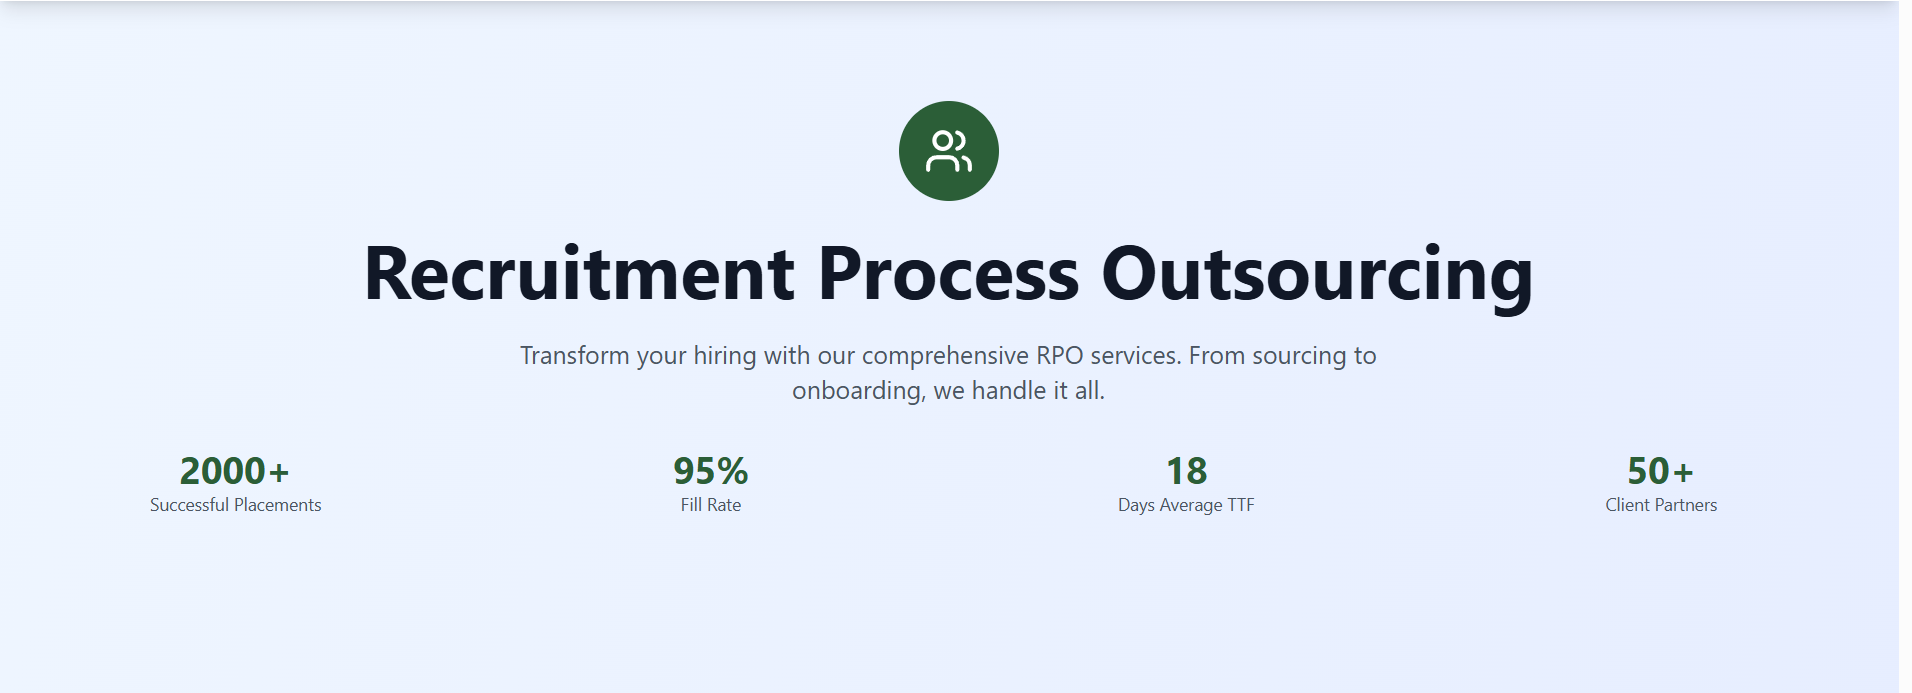 Recruitment Process Outsourcing
Transform your hiring with our comprehensive RPO services. From sourcing to
onboarding, we handle it all.
2000+
Successful Placements
95%
Fill Rate
18
Days Average TTF
50+
Client Partners